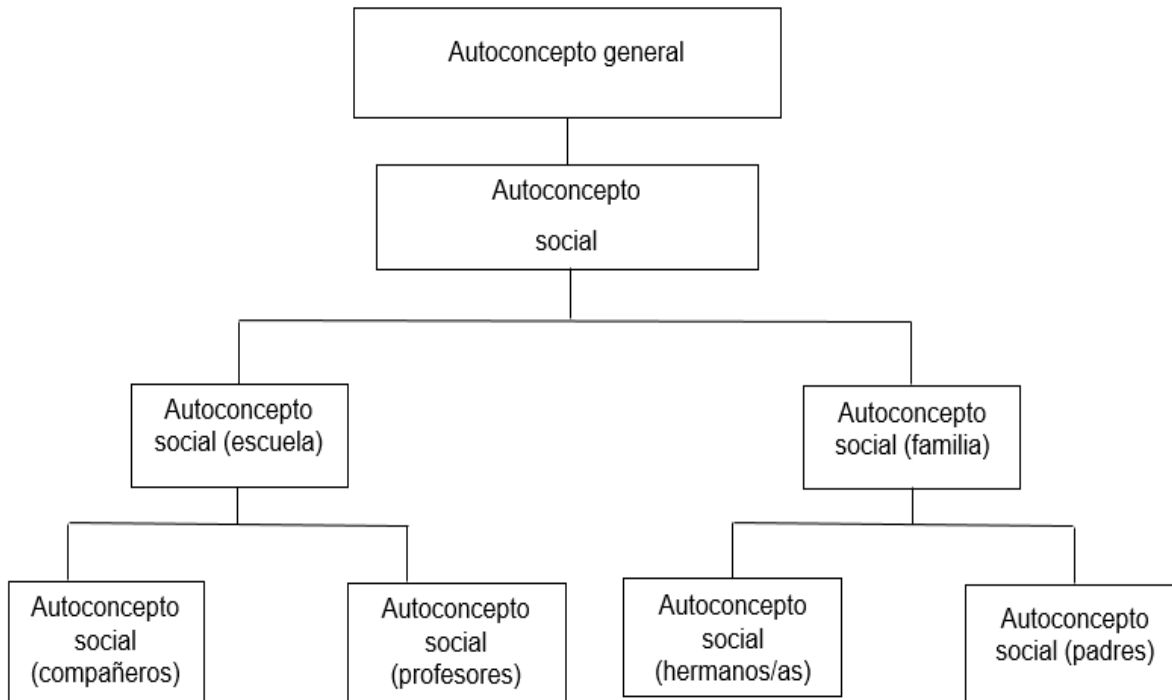 Autoconcepto general
Autoconcepto
social
Autoconcepto
social (escuela)
Autoconcepto
social (familia)
Autoconcepto
social
(compañeros)
Autoconcepto
social
(profesores)
Autoconcepto
social
(hermanos/as)
Autoconcepto
social (padres)